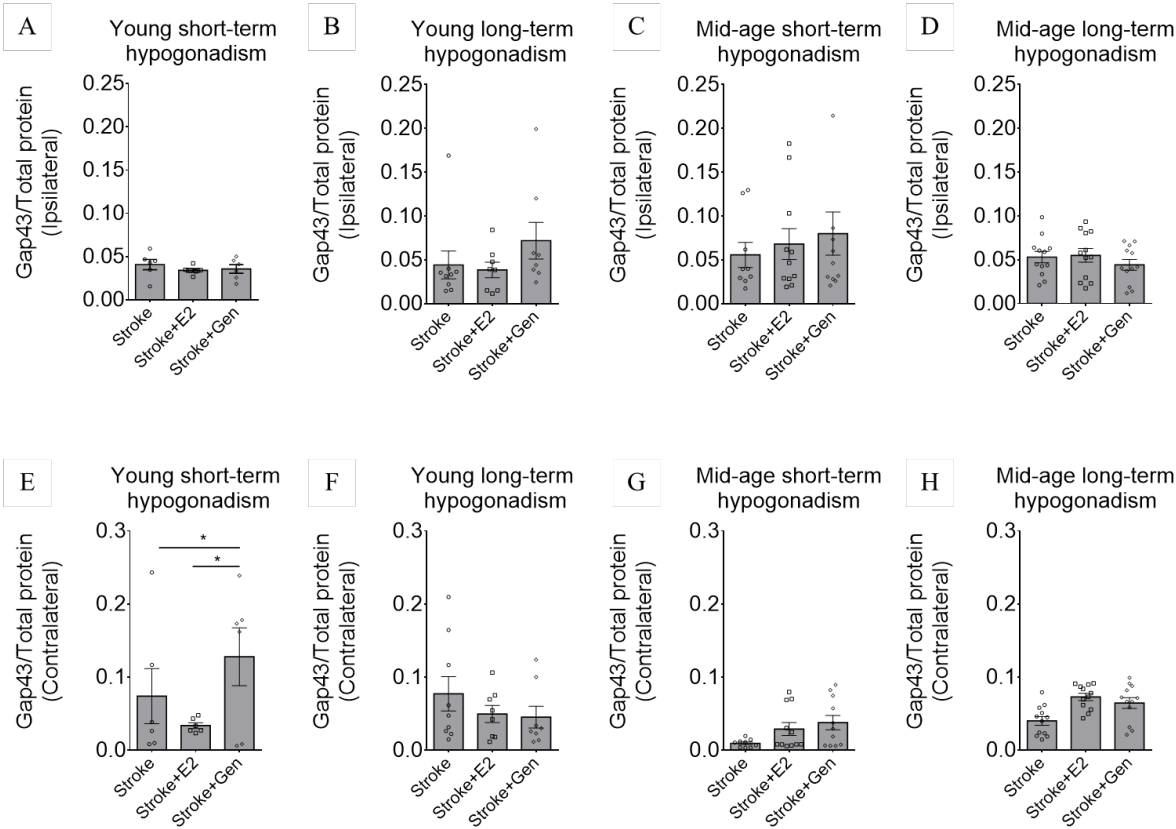 A
Young short-term
hypogonadism
Gap43/Total protein
(Ipsilateral)
0.25
0.20
0.15
0.10
0.05
0.00
Stroke
Stroke+E2
Stroke+Gen
B
Young long-term
hypogonadism
Gap43/Total protein
(Ipsilateral)
0.25
0.20
0.15
0.10
0.05
0.00
Stroke
Stroke+E2
Stroke+Gen
C
Mid-age short-term
hypogonadism
Gap43/Total protein
(Ipsilateral)
0.25
0.20
0.15
0.10
0.05
0.00
Stroke
Stroke+E2
Stroke+Gen
D
Mid-age long-term
hypogonadism
Gap43/Total protein
(Ipsilateral)
0.25
0.20
0.15
0.10
0.05
0.00
Stroke
Stroke+E2
Stroke+Gen
E
Young short-term
hypogonadism
Gap43/Total protein
(Contralateral)
0.3
0.2
0.1
0.0
*
*
Stroke
Stroke+E2
Stroke+Gen
F
Young long-term
hypogonadism
Gap43/Total protein
(Contralateral)
0.3
0.2
0.1
0.0
Stroke
Stroke+E2
Stroke+Gen
G
Mid-age short-term
hypogonadism
Gap43/Total protein
(Contralateral)
0.3
0.2
0.1
0.0
Stroke
Stroke+E2
Stroke+Gen
H
Mid-age long-term
hypogonadism
Gap43/Total protein
(Contralateral)
0.3
0.2
0.1
0.0
Stroke
Stroke+E2
Stroke+Gen